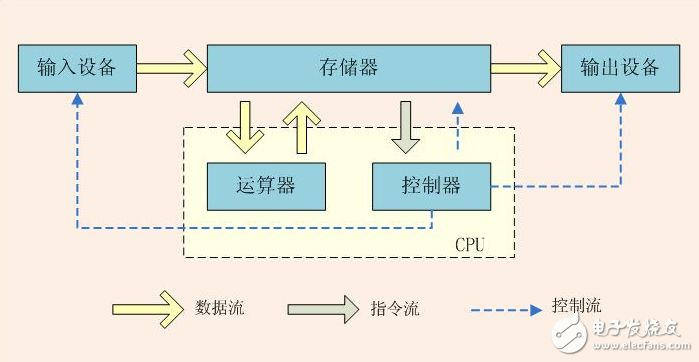 输入设备
存储器
输出设备
运算器
控制器
CPU
数据流
指令流
控制流
电子发烧友
www.elecfans.com